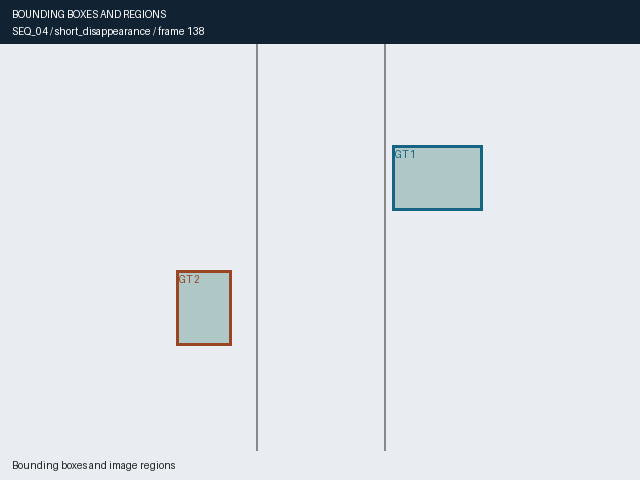 BOUNDING BOXES AND REGIONS
SEQ_04 / short_disappearance / frame 138
GT1
GT2
Bounding boxes and image regions